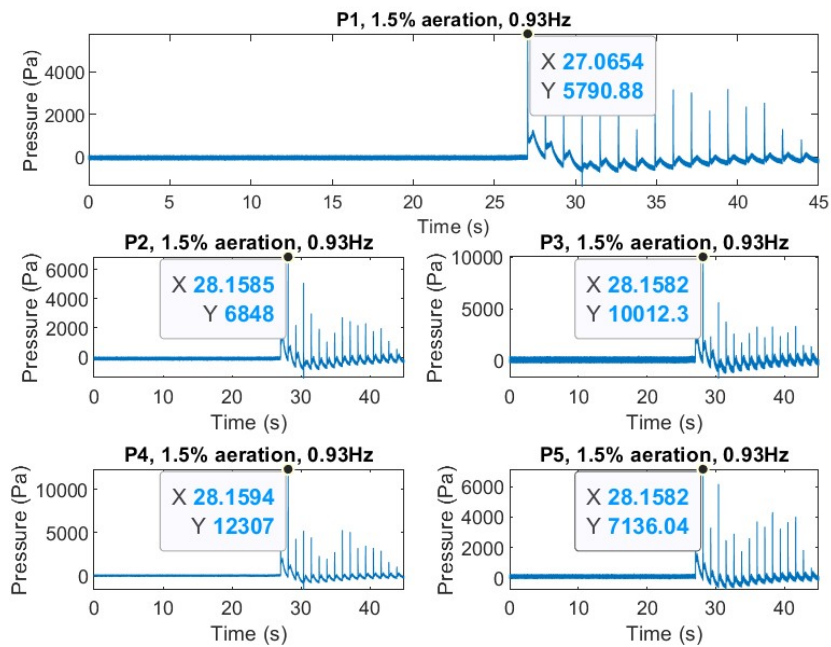 P1, 1.5% aeration, 0.93Hz
Pressure (Pa)
4000
2000
0
X 27.0654
Y 5790.88
0 5 10 15 20 25 30 35 40 45
Time (s)
P2, 1.5% aeration, 0.93Hz
Pressure (Pa)
6000
4000
2000
0
X 28.1585
Y 6848
0 10 20 30 40
Time (s)
P3, 1.5% aeration, 0.93Hz
Pressure (Pa)
10000
5000
0
X 28.1582
Y 10012.3
0 10 20 30 40
Time (s)
P4, 1.5% aeration, 0.93Hz
Pressure (Pa)
10000
5000
0
X 28.1594
Y 12307
0 10 20 30 40
Time (s)
P5, 1.5% aeration, 0.93Hz
Pressure (Pa)
6000
4000
2000
0
X 28.1582
Y 7136.04
0 10 20 30 40
Time (s)